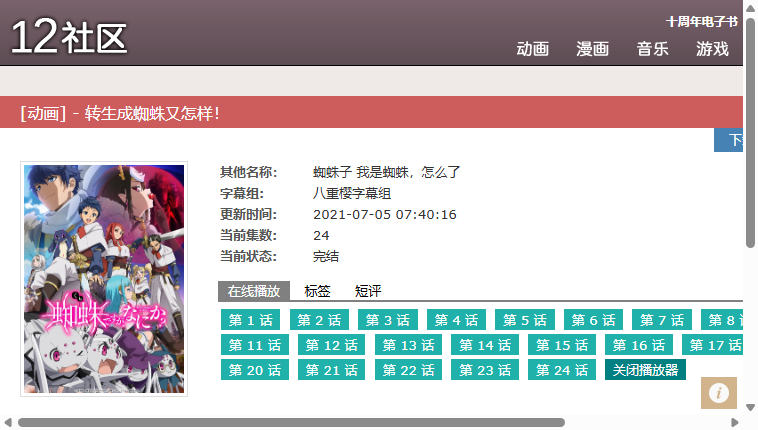 12社区
十周年电子书
动画 漫画 音乐 游戏
[动画] - 转生成蜘蛛又怎样！
其他名称： 蜘蛛子 我是蜘蛛，怎么了
字幕组： 八重樱字幕组
更新时间： 2021-07-05 07:40:16
当前集数： 24
当前状态： 完结
蜘蛛ですが、なにか？
在线播放 标签 短评
第 1 话 第 2 话 第 3 话 第 4 话 第 5 话 第 6 话 第 7 话 第 8
第 11 话 第 12 话 第 13 话 第 14 话 第 15 话 第 16 话 第 17 话
第 20 话 第 21 话 第 22 话 第 23 话 第 24 话 关闭播放器